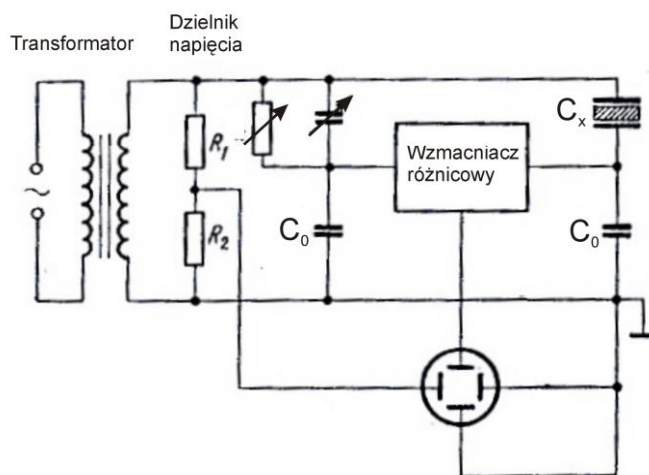 Transformator
Dzielnik
napięcia
R1
R2
C0
Wzmacniacz
różnicowy
Cx
C0